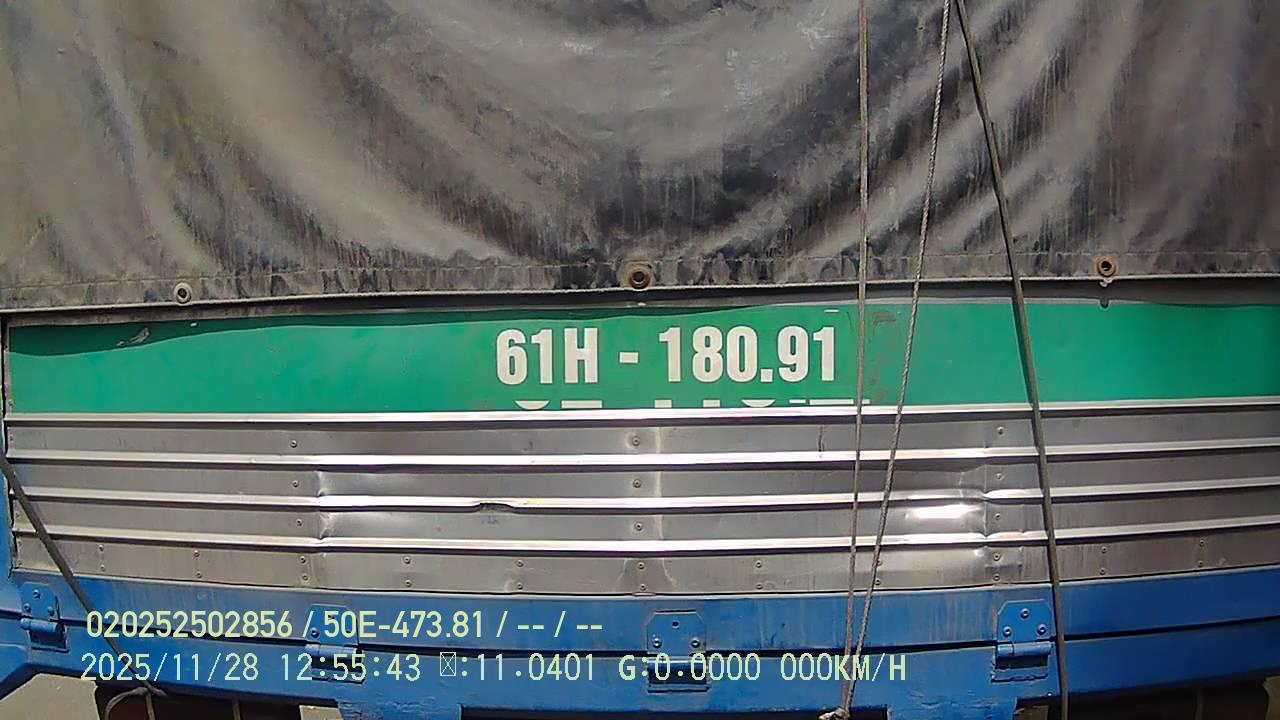 61H - 180.91
020252502856 / 50E-473.81 / -- / --
2025/11/28 12:55:43 :11.0401 G:0.0000 000KM/H